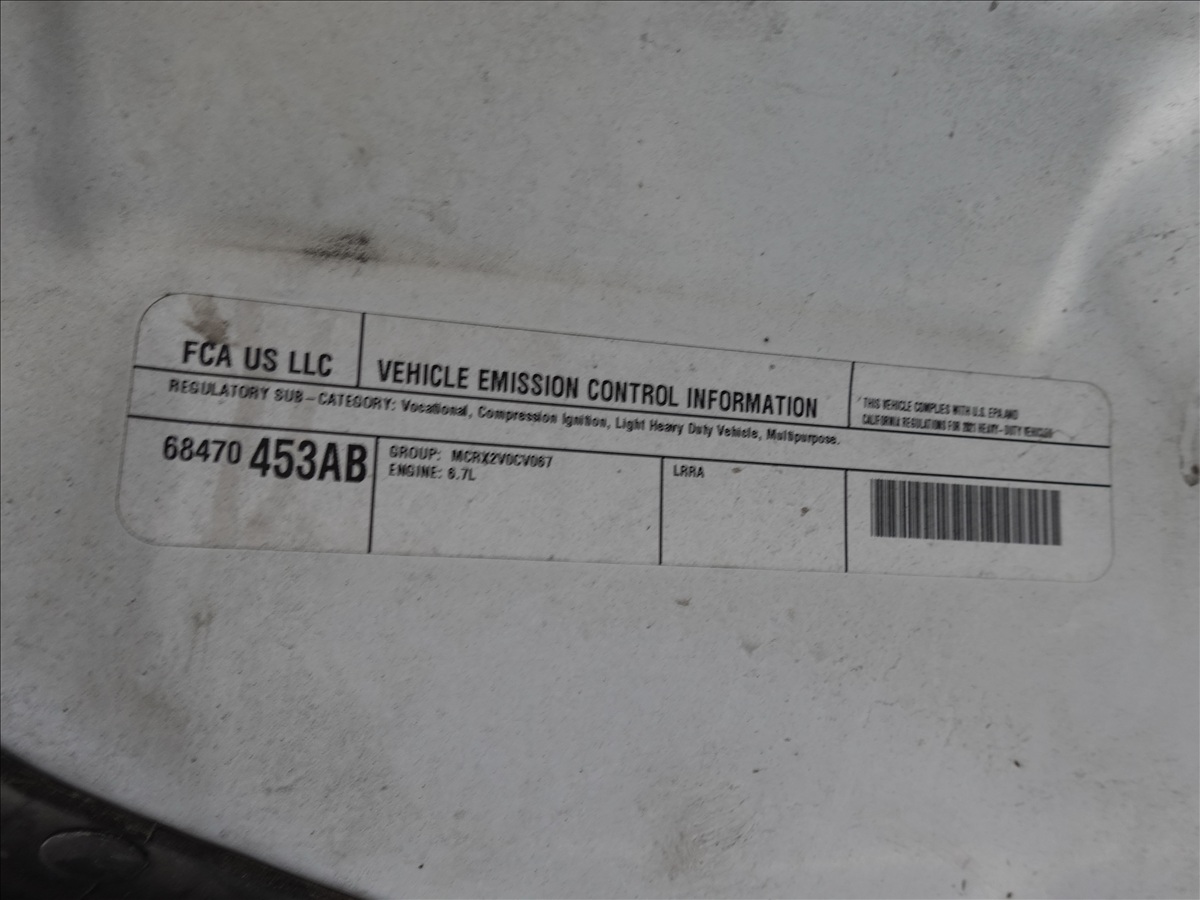 FCA US LLC
VEHICLE EMISSION CONTROL INFORMATION
THIS VEHICLE COMPLIES WITH U.S. EPA AND
CALIFORNIA REGULATIONS FOR 2021 HEAVY-DUTY VEHICLES
REGULATORY SUB-CATEGORY: Vocational, Compression Ignition, Light Heavy Duty Vehicle, Multipurpose.
68470 453AB
GROUP: MCRX2V0CV067
ENGINE: 6.7L
LRRA